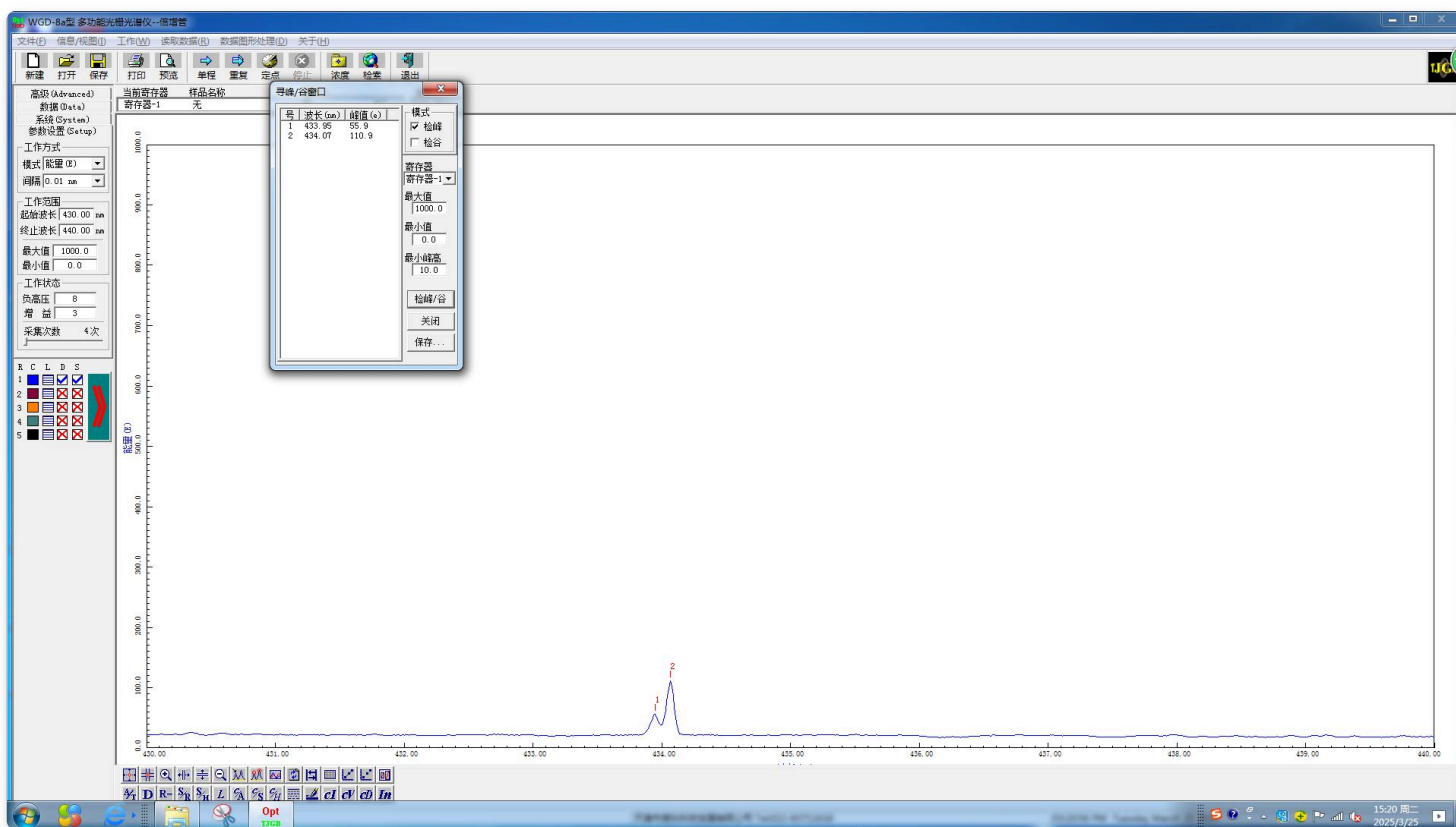 WGD-8a型 多功能光栅光谱仪--倍增管
文件(F) 信息/视图(I) 工作(W) 读取数据(R) 数据图形处理(D) 关于(H)
新建 打开 保存 打印 预览 单程 重复 定点 停止 浓度 检索 退出
高级(Advanced)
数据(Data)
系统(System)
参数设置(Setup)
当前寄存器 样品名称
寄存器-1 无
工作方式
模式 能量(E)
间隔 0.01 nm
工作范围
起始波长 430.00 nm
终止波长 440.00 nm
最大值 1000.0
最小值 0.0
工作状态
负高压 8
增 益 3
采集次数 4次
R C L D S
1
2
3
4
5
寻峰/谷窗口
号 波长(nm) 峰值(e)
1 433.95 55.9
2 434.07 110.9
模式
检峰
检谷
寄存器
寄存器-1
最大值
1000.0
最小值
0.0
最小峰高
10.0
检峰/谷
关闭
保存...
1000.0
900.0
800.0
700.0
600.0
500.0
400.0
300.0
200.0
100.0
0.0
能量(E)
1
2
430.00 431.00 432.00 433.00 434.00 435.00 436.00 437.00 438.00 439.00 440.00
D R- L cI cV cD In
Opt
TJGD
15:20 周二
2025/3/25